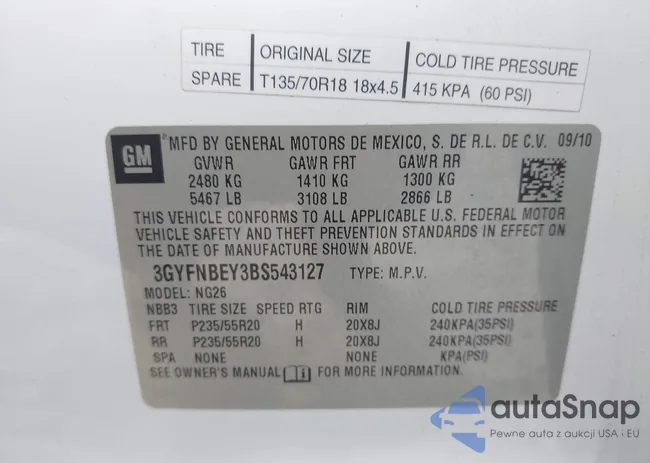 TIRE ORIGINAL SIZE COLD TIRE PRESSURE
SPARE T135/70R18 18x4.5 415 KPA (60 PSI)
GM MFD BY GENERAL MOTORS DE MEXICO, S. DE R.L. DE C.V. 09/10
GVWR GAWR FRT GAWR RR
2480 KG 1410 KG 1300 KG
5467 LB 3108 LB 2866 LB
THIS VEHICLE CONFORMS TO ALL APPLICABLE U.S. FEDERAL MOTOR
VEHICLE SAFETY AND THEFT PREVENTION STANDARDS IN EFFECT ON
THE DATE OF MANUFACTURE SHOWN ABOVE.
3GYFNBEY3BS543127 TYPE: M.P.V.
MODEL: NG26
NBB3 TIRE SIZE SPEED RTG RIM COLD TIRE PRESSURE
FRT P235/55R20 H 20X8J 240KPA(35PSI)
RR P235/55R20 H 20X8J 240KPA(35PSI)
SPA NONE NONE KPA(PSI)
SEE OWNER'S MANUAL FOR MORE INFORMATION.
autaSnap
Pewne auta z aukcji USA i EU